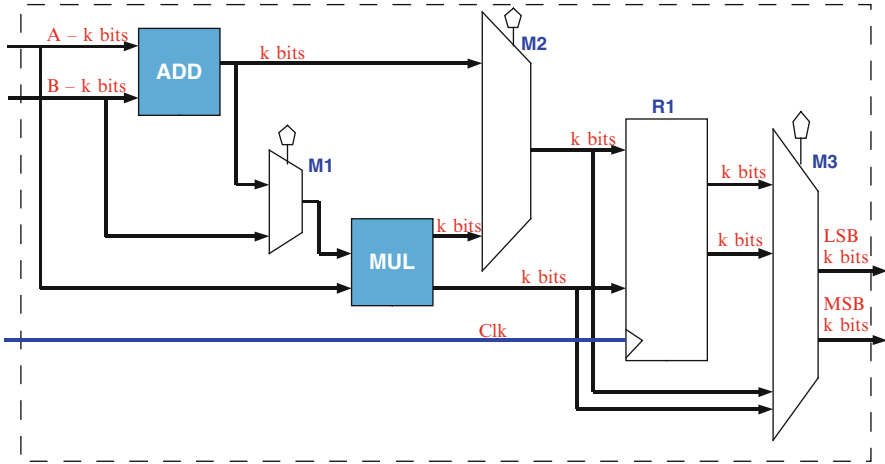 A – k bits
ADD
k bits
M2
B – k bits
R1
M1
k bits
k bits
M3
k bits
k bits
LSB
k bits
MUL
k bits
MSB
k bits
Clk